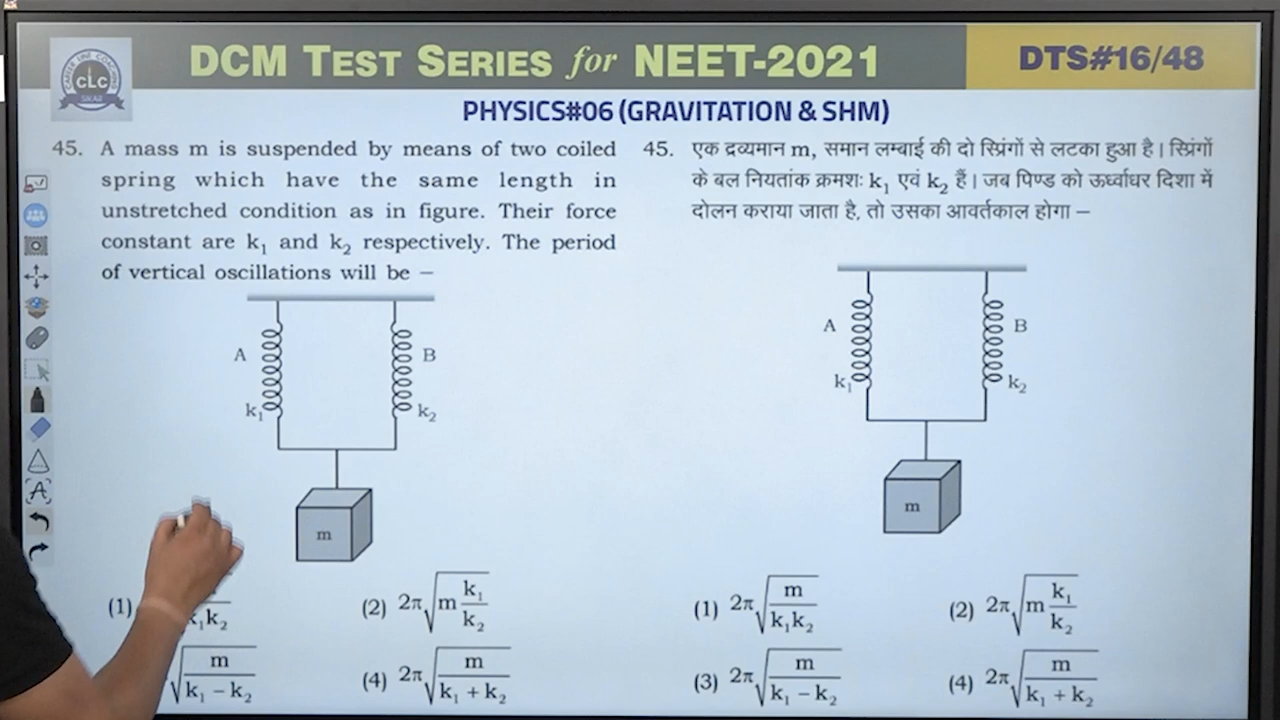 DCM TEST SERIES for NEET-2021
DTS#16/48
CLC
SIKAR
PHYSICS#06 (GRAVITATION & SHM)
45. A mass m is suspended by means of two coiled
spring which have the same length in
unstretched condition as in figure. Their force
constant are k₁ and k₂ respectively. The period
of vertical oscillations will be –
A
B
k₁
k₂
m
(1) k₁k₂
(2) 2π√(m k₁/k₂)
√(m/(k₁ – k₂))
(4) 2π√(m/(k₁ + k₂))
45. एक द्रव्यमान m, समान लम्बाई की दो स्प्रिंगों से लटका हुआ है। स्प्रिंगों
के बल नियतांक क्रमशः k₁ एवं k₂ हैं। जब पिण्ड को ऊर्ध्वाधर दिशा में
दोलन कराया जाता है, तो उसका आवर्तकाल होगा –
A
B
k₁
k₂
m
(1) 2π√(m/(k₁k₂))
(2) 2π√(m k₁/k₂)
(3) 2π√(m/(k₁ – k₂))
(4) 2π√(m/(k₁ + k₂))